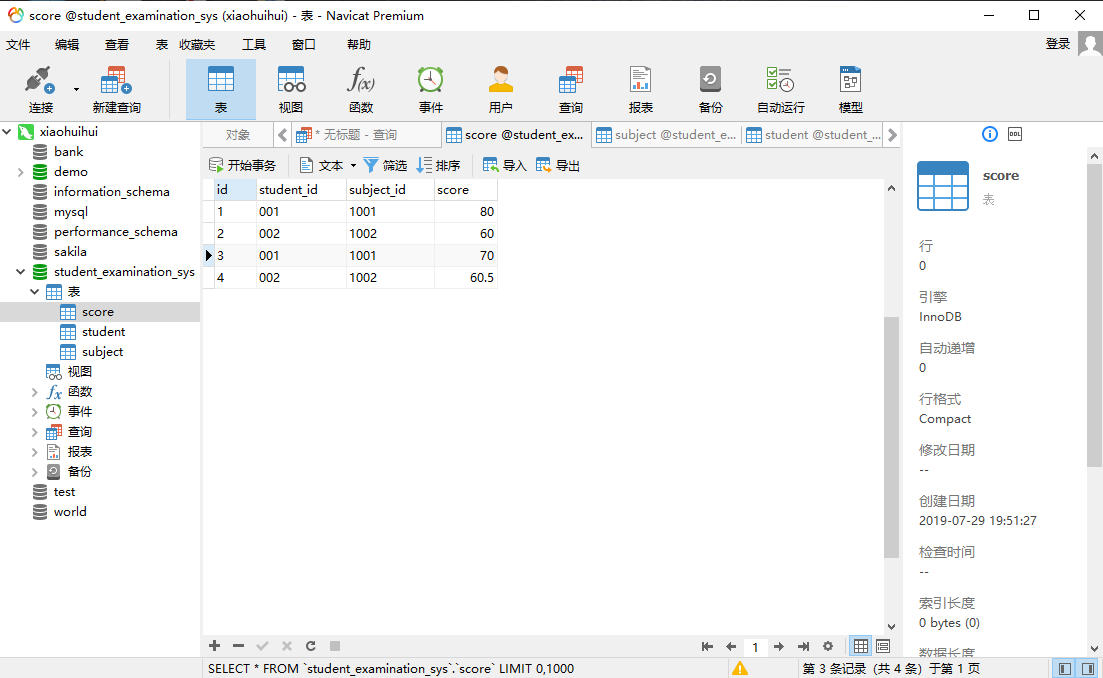 score @student_examination_sys (xiaohuihui) - 表 - Navicat Premium
文件 编辑 查看 表 收藏夹 工具 窗口 帮助 登录
连接 新建查询 表 视图 函数 事件 用户 查询 报表 备份 自动运行 模型
xiaohuihui
bank
demo
information_schema
mysql
performance_schema
sakila
student_examination_sys
表
score
student
subject
视图
函数
事件
查询
报表
备份
test
world
对象 * 无标题 - 查询 score @student_ex... subject @student_e... student @student_...
开始事务 文本 筛选 排序 导入 导出
id student_id subject_id score
1 001 1001 80
2 002 1002 60
3 001 1001 70
4 002 1002 60.5
1
SELECT * FROM `student_examination_sys`.`score` LIMIT 0,1000
第 3 条记录（共 4 条）于第 1 页
DDL
score
表
行
0
引擎
InnoDB
自动递增
0
行格式
Compact
修改日期
--
创建日期
2019-07-29 19:51:27
检查时间
--
索引长度
0 bytes (0)
数据长度